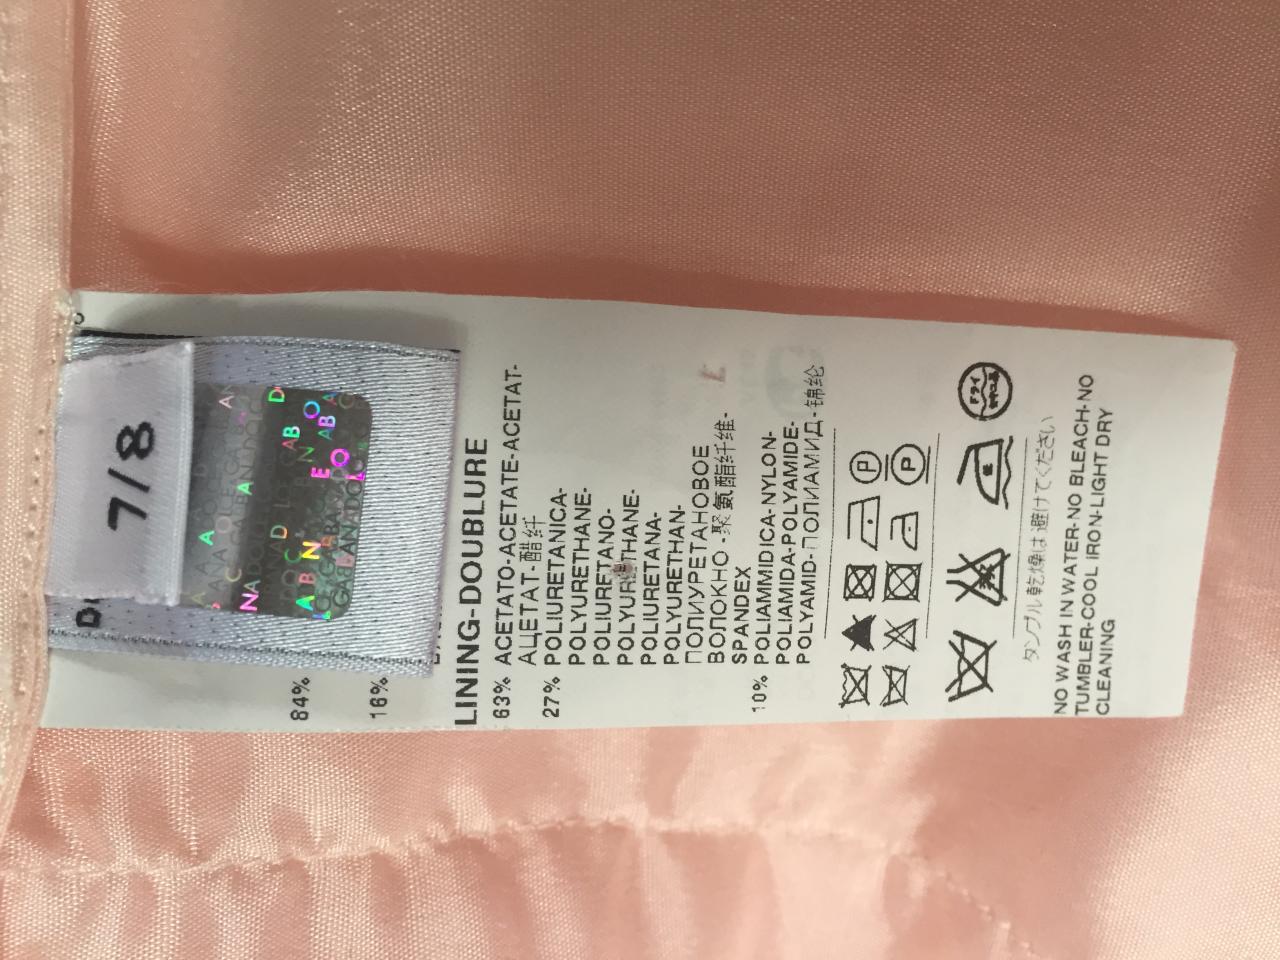 7/8
84%
16%
LINING-DOUBLURE
63% ACETATO-ACETATE-ACETAT-
АЦЕТАТ-醋纤
27% POLIURETANICA-
POLYURETHANE-
POLIURETANO-
POLYURETHANE-
POLIURETANA-
POLYURETHAN-
ПОЛИУРЕТАНОВОЕ
ВОЛОКНО -聚氨酯纤维-
SPANDEX
10% POLIAMMIDICA-NYLON-
POLIAMIDA-POLYAMIDE-
POLYAMID-ПОЛИАМИД-锦纶
P
P
ドライ
タンブル乾燥は避けてください
NO WASH IN WATER-NO BLEACH-NO
TUMBLER-COOL IRON-LIGHT DRY
CLEANING